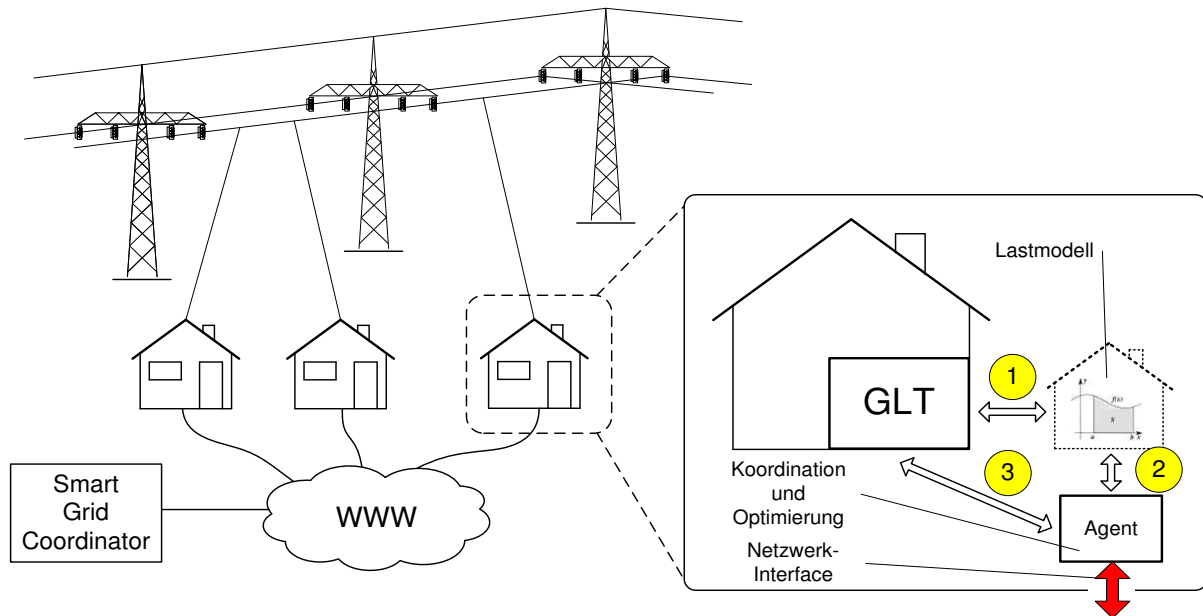 Lastmodell
1
GLT
y
f(x)
S
a
b
x
3
2
Koordination
und
Optimierung
Agent
Netzwerk-
Interface
Smart
Grid
Coordinator
WWW